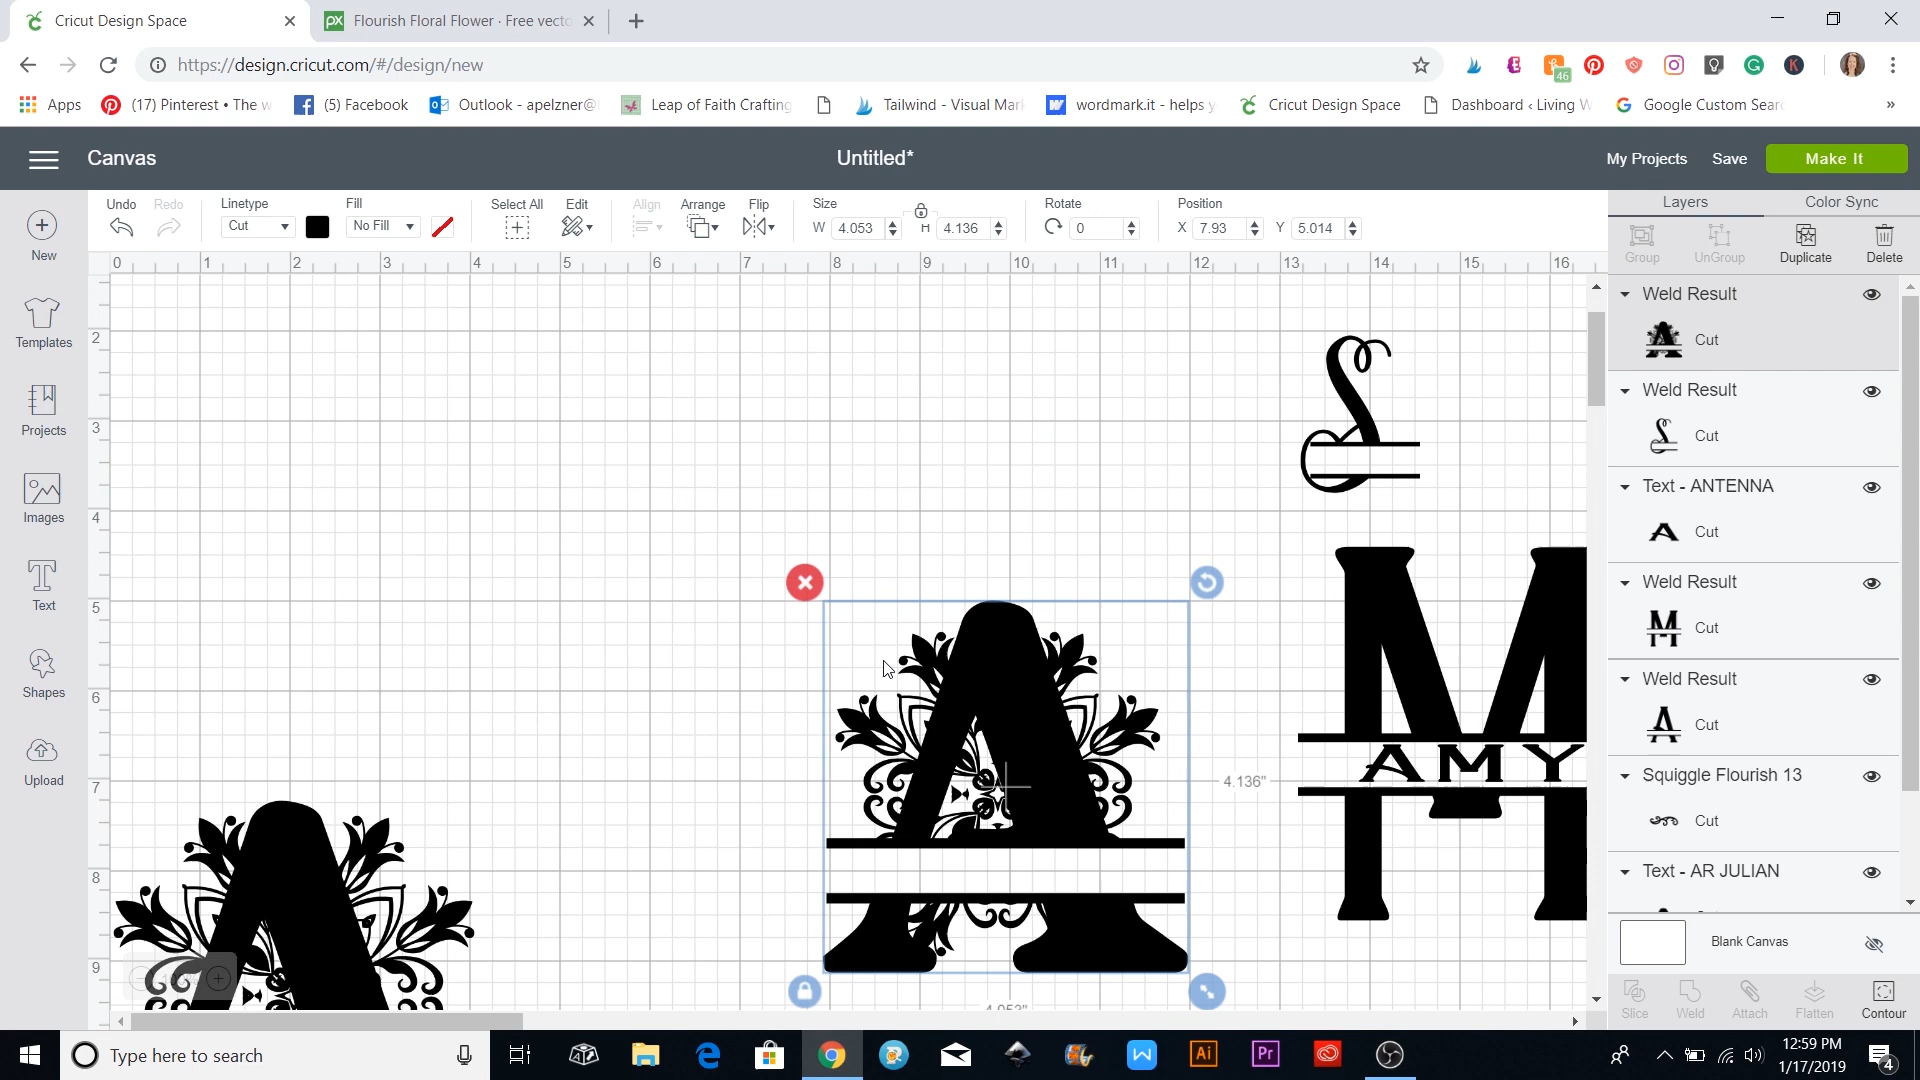 Cricut Design Space
Flourish Floral Flower · Free vecto
https://design.cricut.com/#/design/new
46
Apps
(17) Pinterest • The w
(5) Facebook
Outlook - apelzner@
Leap of Faith Crafting
Tailwind - Visual Mark
wordmark.it - helps y
Cricut Design Space
Dashboard ‹ Living W
Google Custom Sear
»
Canvas
Untitled*
My Projects
Save
Make It
Undo
Redo
Linetype
Cut
Fill
No Fill
Select All
Edit
Align
Arrange
Flip
Size
W 4.053
H 4.136
Rotate
0
Position
X 7.93
Y 5.014
Layers
Color Sync
Group
UnGroup
Duplicate
Delete
New
Templates
Projects
Images
Text
Shapes
Upload
0 1 2 3 4 5 6 7 8 9 10 11 12 13 14 15 16
2
3
4
5
6
7
8
9
A
A
L
M
AMY
4.136"
4.053"
Weld Result
Cut
Weld Result
Cut
Text - ANTENNA
A Cut
Weld Result
M Cut
Weld Result
A Cut
Squiggle Flourish 13
Cut
Text - AR JULIAN
Blank Canvas
Slice
Weld
Attach
Flatten
Contour
Type here to search
Ai
Pr
12:59 PM
1/17/2019
4